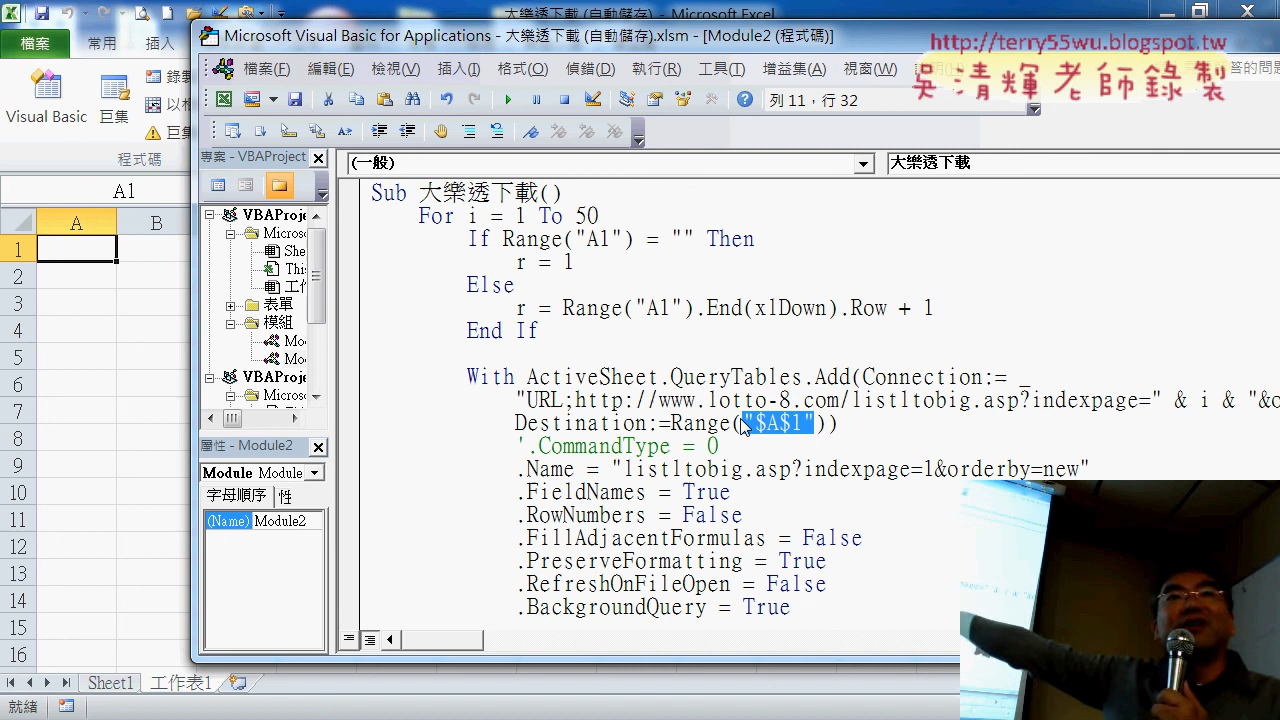 大樂透下載 (自動儲存) - Microsoft Excel
檔案
常用
插入
Visual Basic
巨集
程式碼
A1
A
B
1
2
3
4
5
6
7
8
9
10
11
12
13
14
15
16
Sheet1
工作表1
就緒
Microsoft Visual Basic for Applications - 大樂透下載 (自動儲存).xlsm - [Module2 (程式碼)]
http://terry55wu.blogspot.tw
吳清輝老師錄製
檔案(F) 編輯(E) 檢視(V) 插入(I) 格式(O) 偵錯(D) 執行(R) 工具(T) 增益集(A) 視窗(W)
列 11，行 32
專案 - VBAProject
VBAProje
Microso
She
Thi
工作
表單
模組
Mo
Mo
VBAProje
Microso
屬性 - Module2
Module Module
字母順序
(Name) Module2
(一般)
大樂透下載
Sub 大樂透下載()
For i = 1 To 50
If Range("A1") = "" Then
r = 1
Else
r = Range("A1").End(xlDown).Row + 1
End If
With ActiveSheet.QueryTables.Add(Connection:= _
"URL;http://www.lotto-8.com/listltobig.asp?indexpage=" & i & "&o
Destination:=Range("$A$1"))
'.CommandType = 0
.Name = "listltobig.asp?indexpage=1&orderby=new"
.FieldNames = True
.RowNumbers = False
.FillAdjacentFormulas = False
.PreserveFormatting = True
.RefreshOnFileOpen = False
.BackgroundQuery = True